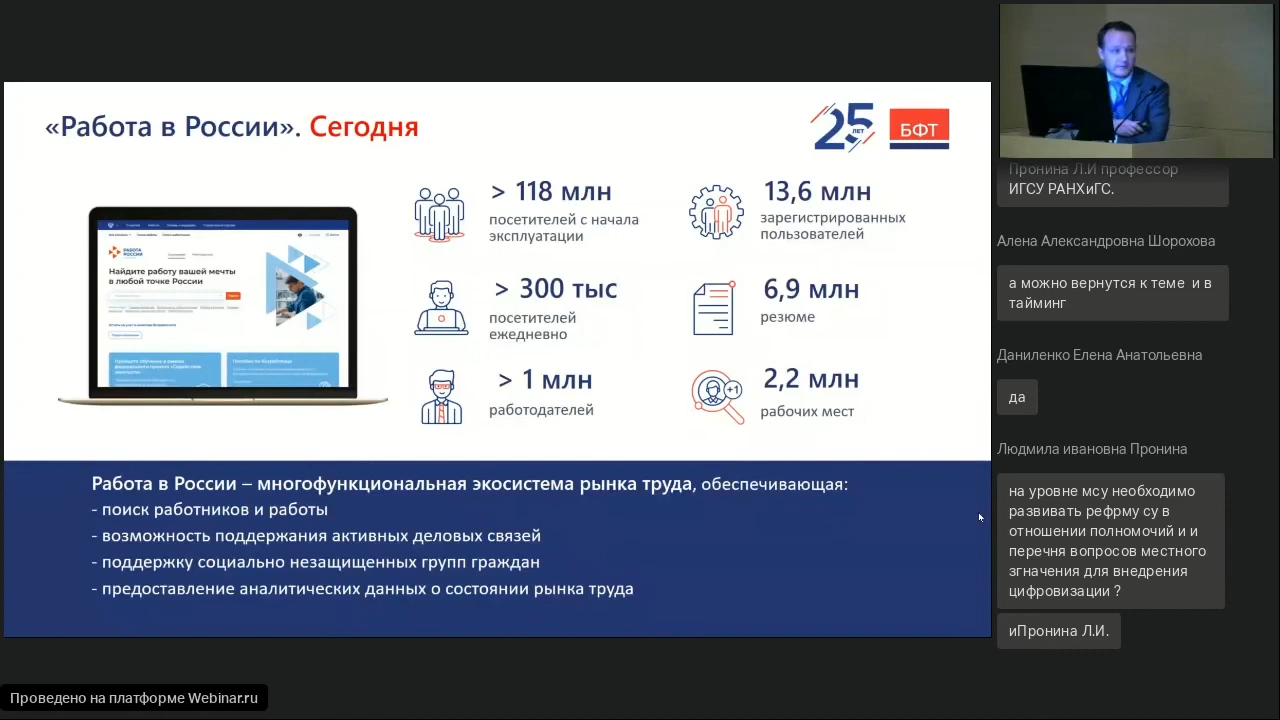 «Работа в России». Сегодня
25 ЛЕТ
БФТ
> 118 млн
посетителей с начала
эксплуатации
13,6 млн
зарегистрированных
пользователей
> 300 тыс
посетителей
ежедневно
6,9 млн
резюме
> 1 млн
работодателей
+1
2,2 млн
рабочих мест
РАБОТА
РОССИИ
Найдите работу вашей мечты
в любой точке России
Работа в России – многофункциональная экосистема рынка труда, обеспечивающая:
- поиск работников и работы
- возможность поддержания активных деловых связей
- поддержку социально незащищенных групп граждан
- предоставление аналитических данных о состоянии рынка труда
Пронина Л.И профессор
ИГСУ РАНХиГС.
Алена Александровна Шорохова
а можно вернутся к теме и в
тайминг
Даниленко Елена Анатольевна
да
Людмила ивановна Пронина
на уровне мсу необходимо
развивать рефрму су в
отношении полномочий и и
перечня вопросов местного
згначения для внедрения
цифровизации ?
иПронина Л.И.
Проведено на платформе Webinar.ru